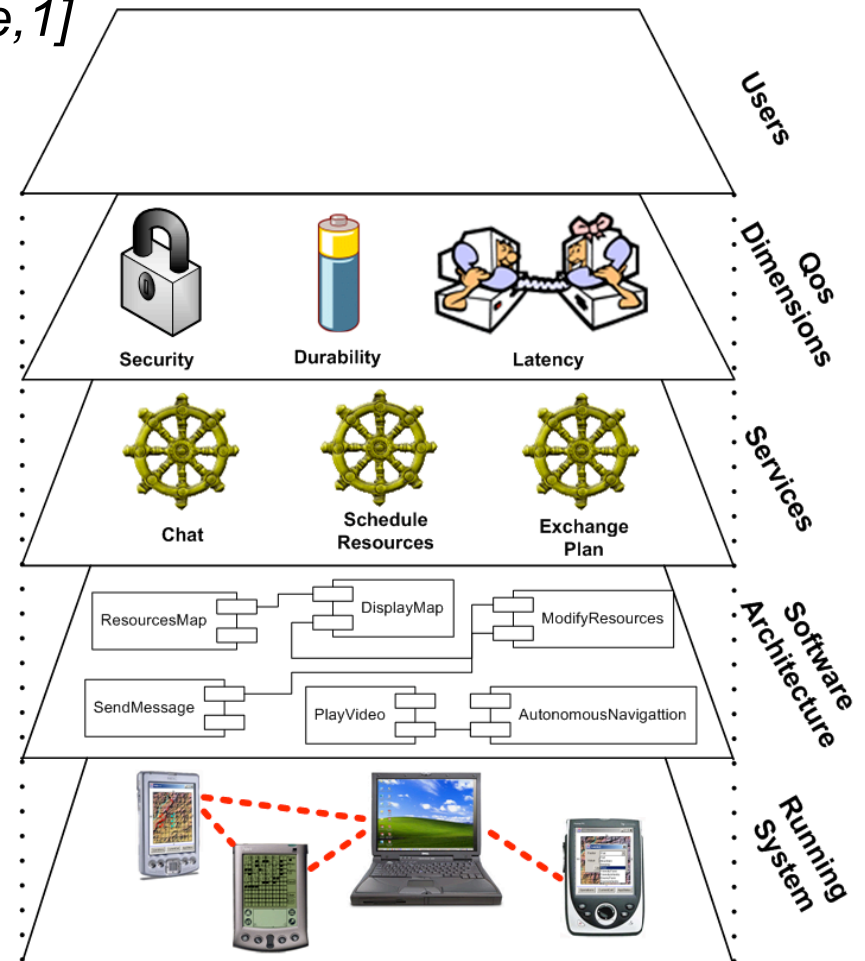 e,1]
Users
Qos
Dimensions
Security
Durability
Latency
Services
Chat
Schedule
Resources
Exchange
Plan
Software
Architecture
ResourcesMap
DisplayMap
ModifyResources
SendMessage
PlayVideo
AutonomousNavigattion
Running
System